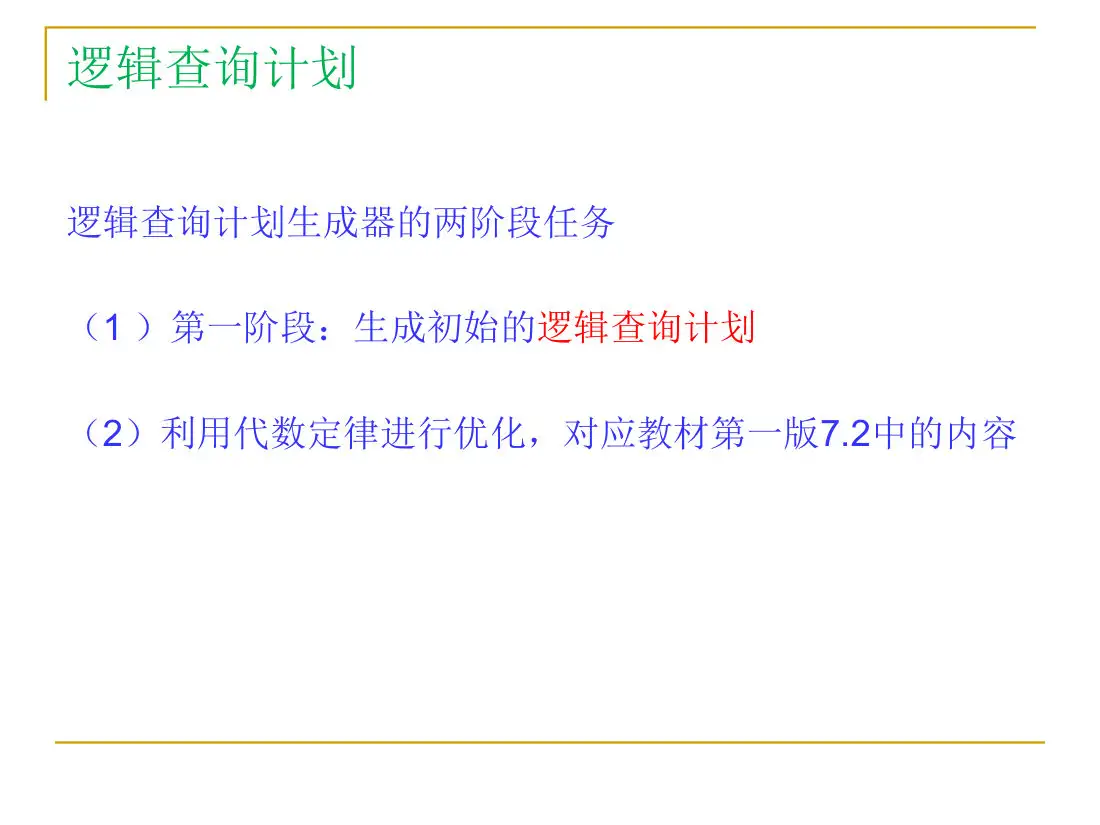 逻辑查询计划
逻辑查询计划生成器的两阶段任务
（1 ）第一阶段：生成初始的逻辑查询计划
（2）利用代数定律进行优化，对应教材第一版7.2中的内容